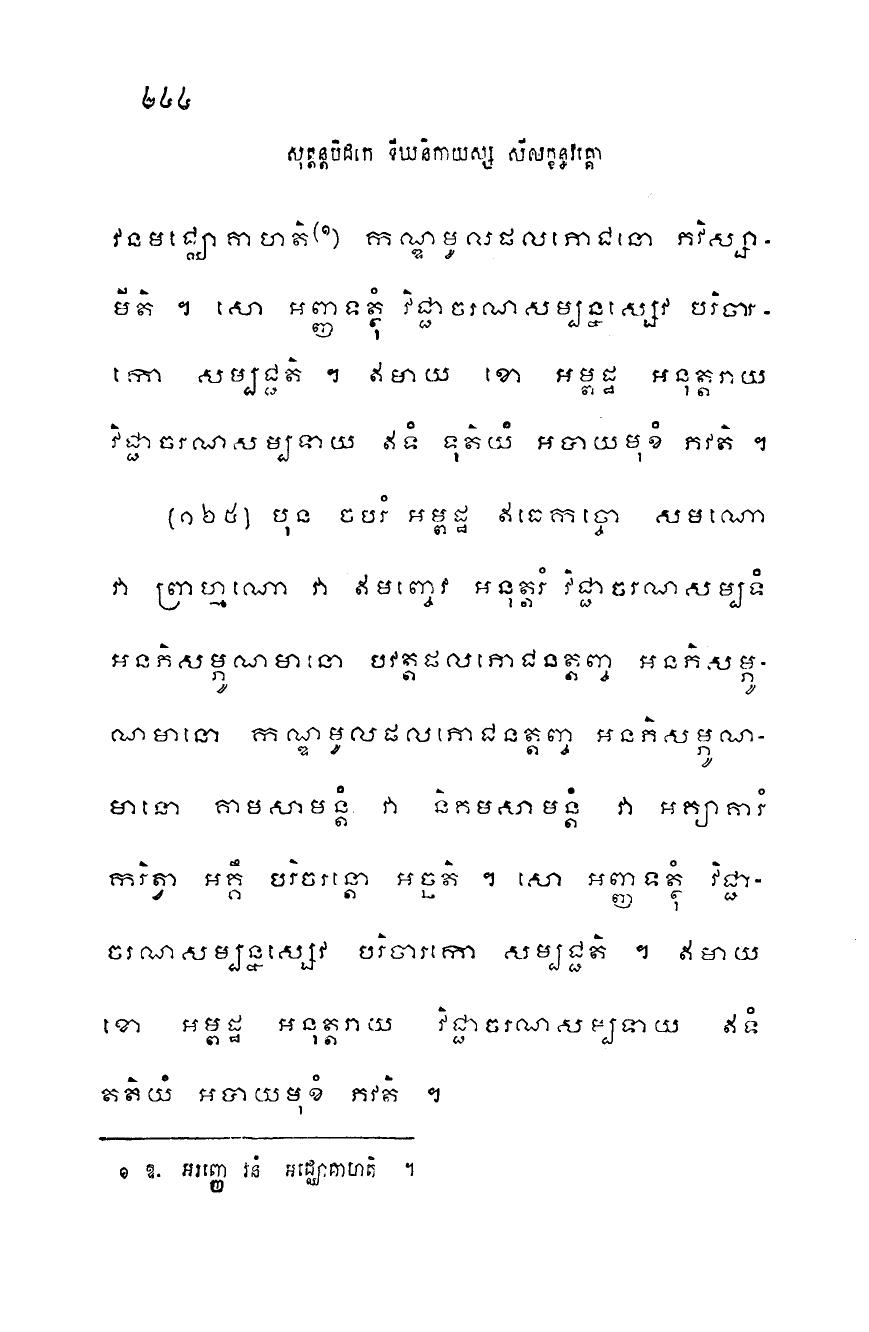 ២៤៤
សុត្តន្តបិដកេ ទីឃនិកាយស្ស សីលក្ខន្ធវគ្គោ
វនមជ្ឈោគាហតិ(១) កណ្ឌមូលផលភោជនោ ភវិស្សា-
មីតិ ។ សោ អញ្ញទត្ថុំ វិជ្ជាចរណសម្បន្នស្សេវ បរិចារ-
កោ សម្បជ្ជតិ ។ ឥមាយ ខោ អម្ពដ្ឋ អនុត្តរាយ
វិជ្ជាចរណសម្បទាយ ឥទំ ទុតិយំ អបាយមុខំ ភវតិ ។
(១៦៥) បុន ចបរំ អម្ពដ្ឋ ឥធេកច្ចោ សមណោ
វា ព្រាហ្មណោ វា ឥមញ្ចេវ អនុត្តរំ វិជ្ជាចរណសម្បទំ
អនភិសម្ភូណមានោ បវត្តផលភោជនត្តញ្ច អនភិសម្ភូ-
ណមានោ កណ្ឌមូលផលភោជនត្តញ្ច អនភិសម្ភូណ-
មានោ គាមសាមន្តំ វា និគមសាមន្តំ វា អគ្យាគារំ
ការិត្វា អគ្គឹ បរិចរន្តោ អច្ឆតិ ។ សោ អញ្ញទត្ថុំ វិជ្ជា-
ចរណសម្បន្នស្សេវ បរិចារកោ សម្បជ្ជតិ ។ ឥមាយ
ខោ អម្ពដ្ឋ អនុត្តរាយ វិជ្ជាចរណសម្បទាយ ឥទំ
តតិយំ អបាយមុខំ ភវតិ ។
១ ឱ. អរញ្ញេ វនំ អជ្ឈោគាហេតិ ។